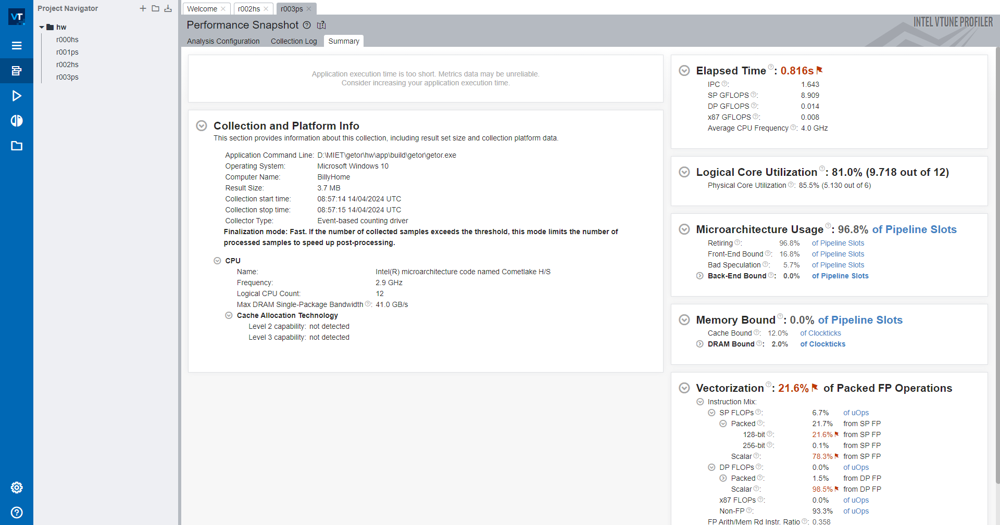 VT
Project Navigator
hw
r000hs
r001ps
r002hs
r003ps
Welcome
r002hs
r003ps
Performance Snapshot
INTEL VTUNE PROFILER
Analysis Configuration
Collection Log
Summary
Application execution time is too short. Metrics data may be unreliable.
Consider increasing your application execution time.
Collection and Platform Info
This section provides information about this collection, including result set size and collection platform data.
Application Command Line: D:\MIET\getor\hw\app\build\getor\getor.exe
Operating System: Microsoft Windows 10
Computer Name: BillyHome
Result Size: 3.7 MB
Collection start time: 08:57:14 14/04/2024 UTC
Collection stop time: 08:57:15 14/04/2024 UTC
Collector Type: Event-based counting driver
Finalization mode: Fast. If the number of collected samples exceeds the threshold, this mode limits the number of
processed samples to speed up post-processing.
CPU
Name: Intel(R) microarchitecture code named Cometlake H/S
Frequency: 2.9 GHz
Logical CPU Count: 12
Max DRAM Single-Package Bandwidth : 41.0 GB/s
Cache Allocation Technology
Level 2 capability: not detected
Level 3 capability: not detected
Elapsed Time : 0.816s
IPC : 1.643
SP GFLOPS : 8.909
DP GFLOPS : 0.014
x87 GFLOPS : 0.008
Average CPU Frequency : 4.0 GHz
Logical Core Utilization : 81.0% (9.718 out of 12)
Physical Core Utilization : 85.5% (5.130 out of 6)
Microarchitecture Usage : 96.8% of Pipeline Slots
Retiring : 96.8% of Pipeline Slots
Front-End Bound : 16.8% of Pipeline Slots
Bad Speculation : 5.7% of Pipeline Slots
Back-End Bound : 0.0% of Pipeline Slots
Memory Bound : 0.0% of Pipeline Slots
Cache Bound : 12.0% of Clockticks
DRAM Bound : 2.0% of Clockticks
Vectorization : 21.6% of Packed FP Operations
Instruction Mix:
SP FLOPs : 6.7% of uOps
Packed : 21.7% from SP FP
128-bit : 21.6% from SP FP
256-bit : 0.1% from SP FP
Scalar : 78.3% from SP FP
DP FLOPs : 0.0% of uOps
Packed : 1.5% from DP FP
Scalar : 98.5% from DP FP
x87 FLOPs : 0.0% of uOps
Non-FP : 93.3% of uOps
FP Arith/Mem Rd Instr. Ratio : 0.358